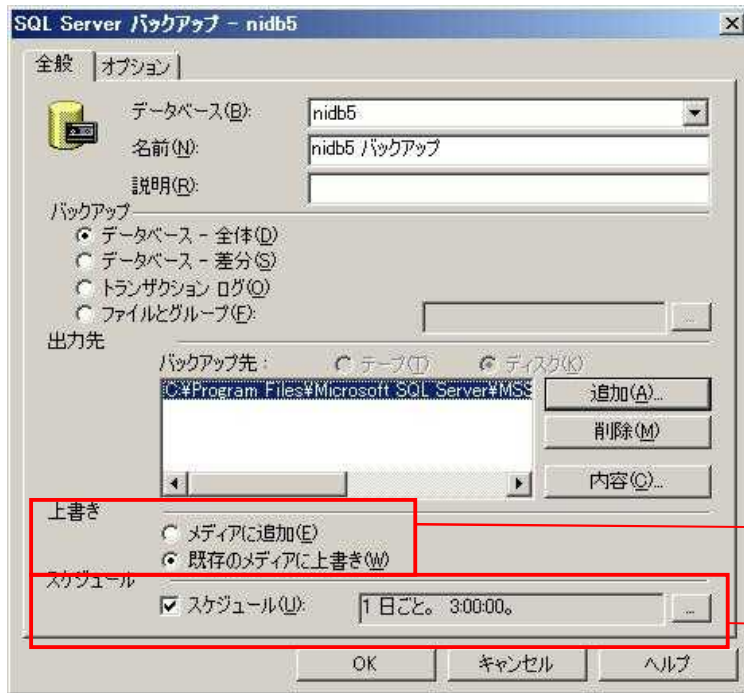 SQL Server バックアップ - nidb5
全般 オプション
データベース(B): nidb5
名前(N): nidb5 バックアップ
説明(R):
バックアップ
データベース - 全体(D)
データベース - 差分(S)
トランザクション ログ(O)
ファイルとグループ(F): ...
出力先
バックアップ先 : テープ(T) ディスク(K)
C:¥Program Files¥Microsoft SQL Server¥MSS
追加(A)...
削除(M)
内容(C)...
上書き
メディアに追加(E)
既存のメディアに上書き(W)
スケジュール
スケジュール(U): 1 日ごと。 3:00:00。 ...
OK キャンセル ヘルプ